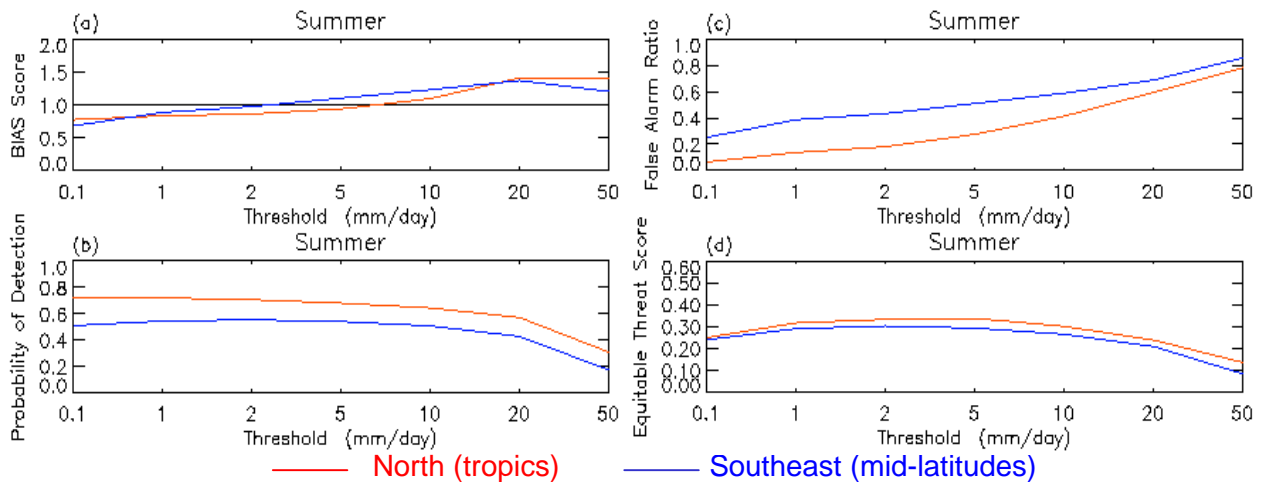 (a) Summer
BIAS Score
2.0
1.5
1.0
0.5
0.0
0.1 1 2 5 10 20 50
Threshold (mm/day)
(b) Summer
Probability of Detection
1.0
0.8
0.6
0.4
0.2
0.0
0.1 1 2 5 10 20 50
Threshold (mm/day)
(c) Summer
False Alarm Ratio
1.0
0.8
0.6
0.4
0.2
0.0
0.1 1 2 5 10 20 50
Threshold (mm/day)
(d) Summer
Equitable Threat Score
0.60
0.50
0.40
0.30
0.20
0.10
0.00
0.1 1 2 5 10 20 50
Threshold (mm/day)
North (tropics) Southeast (mid-latitudes)